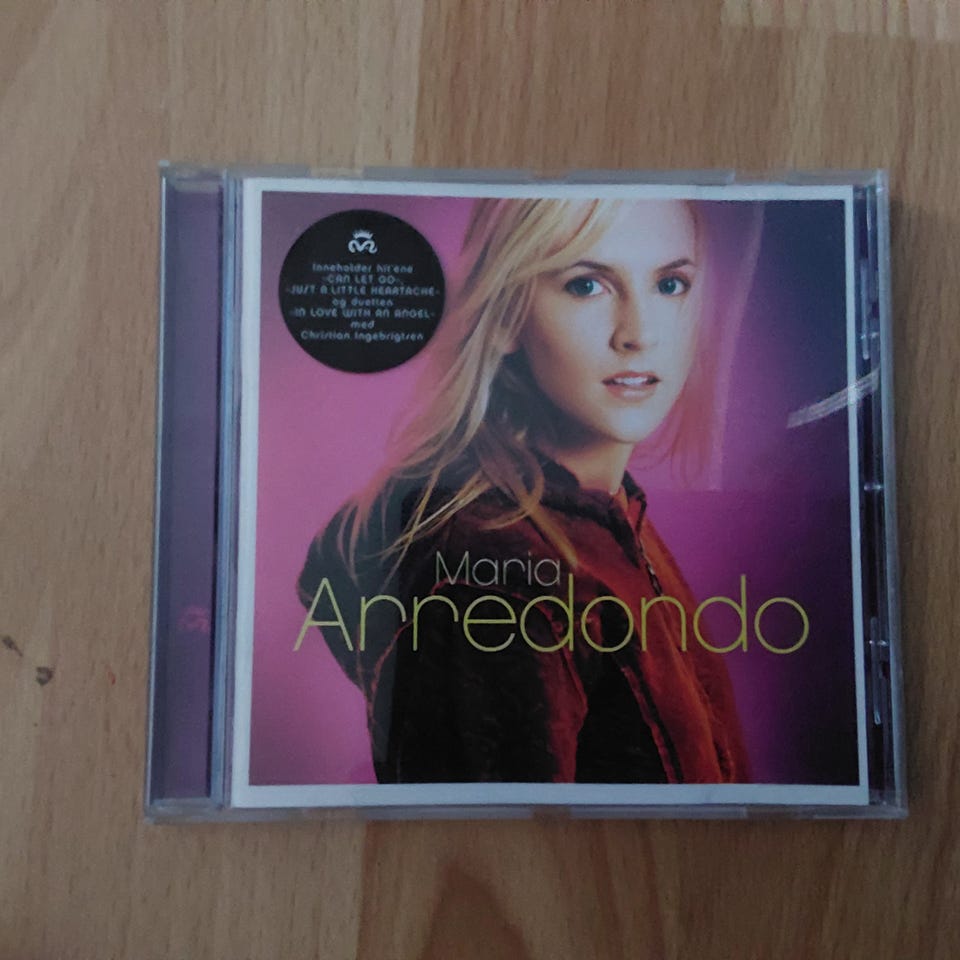 Inneholder hit'ene
-CAN LET GO-,
-JUST A LITTLE HEARTACHE-
og duetten
-IN LOVE WITH AN ANGEL-
med
Christian Ingebrigtsen
Maria
Arredondo